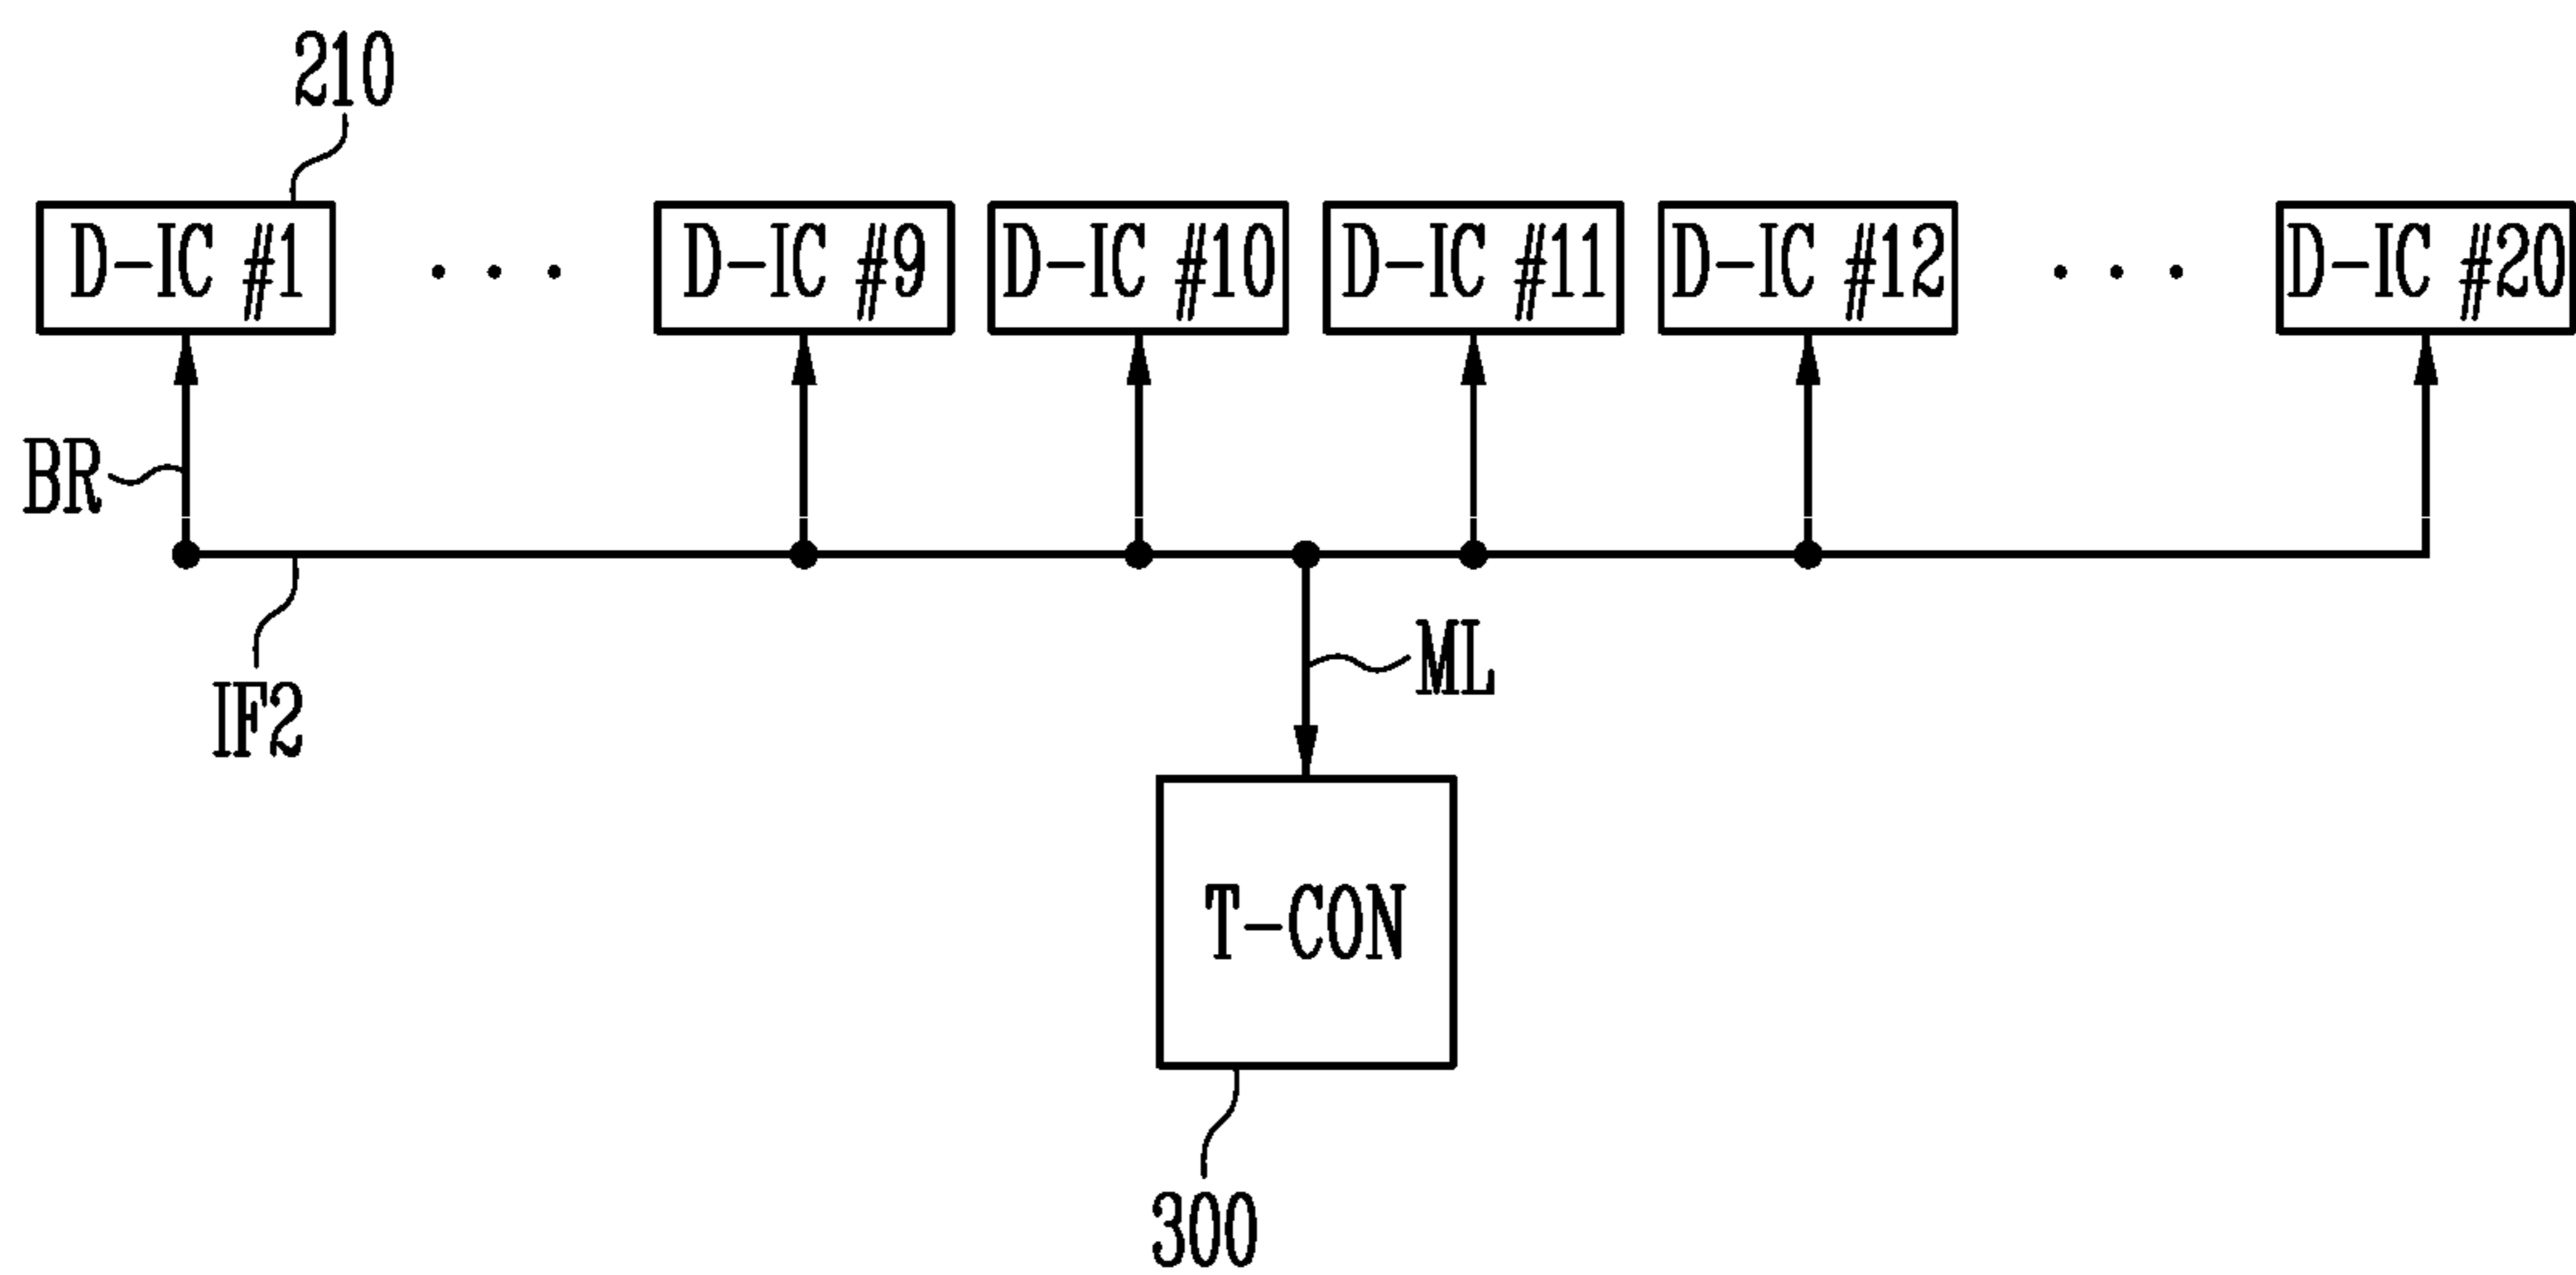 210
D-IC #1 . . . D-IC #9 D-IC #10 D-IC #11 D-IC #12 . . . D-IC #20
BR
ML
IF2
T-CON
300